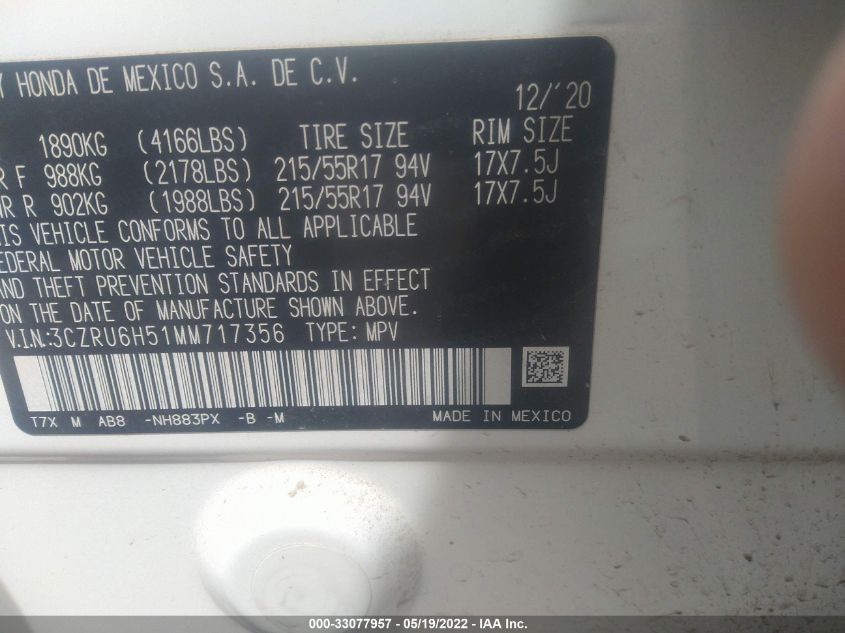 Y HONDA DE MEXICO S.A. DE C.V.
12/'20
1890KG (4166LBS) TIRE SIZE RIM SIZE
R F 988KG (2178LBS) 215/55R17 94V 17X7.5J
WR R 902KG (1988LBS) 215/55R17 94V 17X7.5J
IS VEHICLE CONFORMS TO ALL APPLICABLE
EDERAL MOTOR VEHICLE SAFETY
AND THEFT PREVENTION STANDARDS IN EFFECT
ON THE DATE OF MANUFACTURE SHOWN ABOVE.
V.I.N.:3CZRU6H51MM717356 TYPE: MPV
T7X M AB8 -NH883PX -B -M MADE IN MEXICO
000-33077957 - 05/19/2022 - IAA Inc.